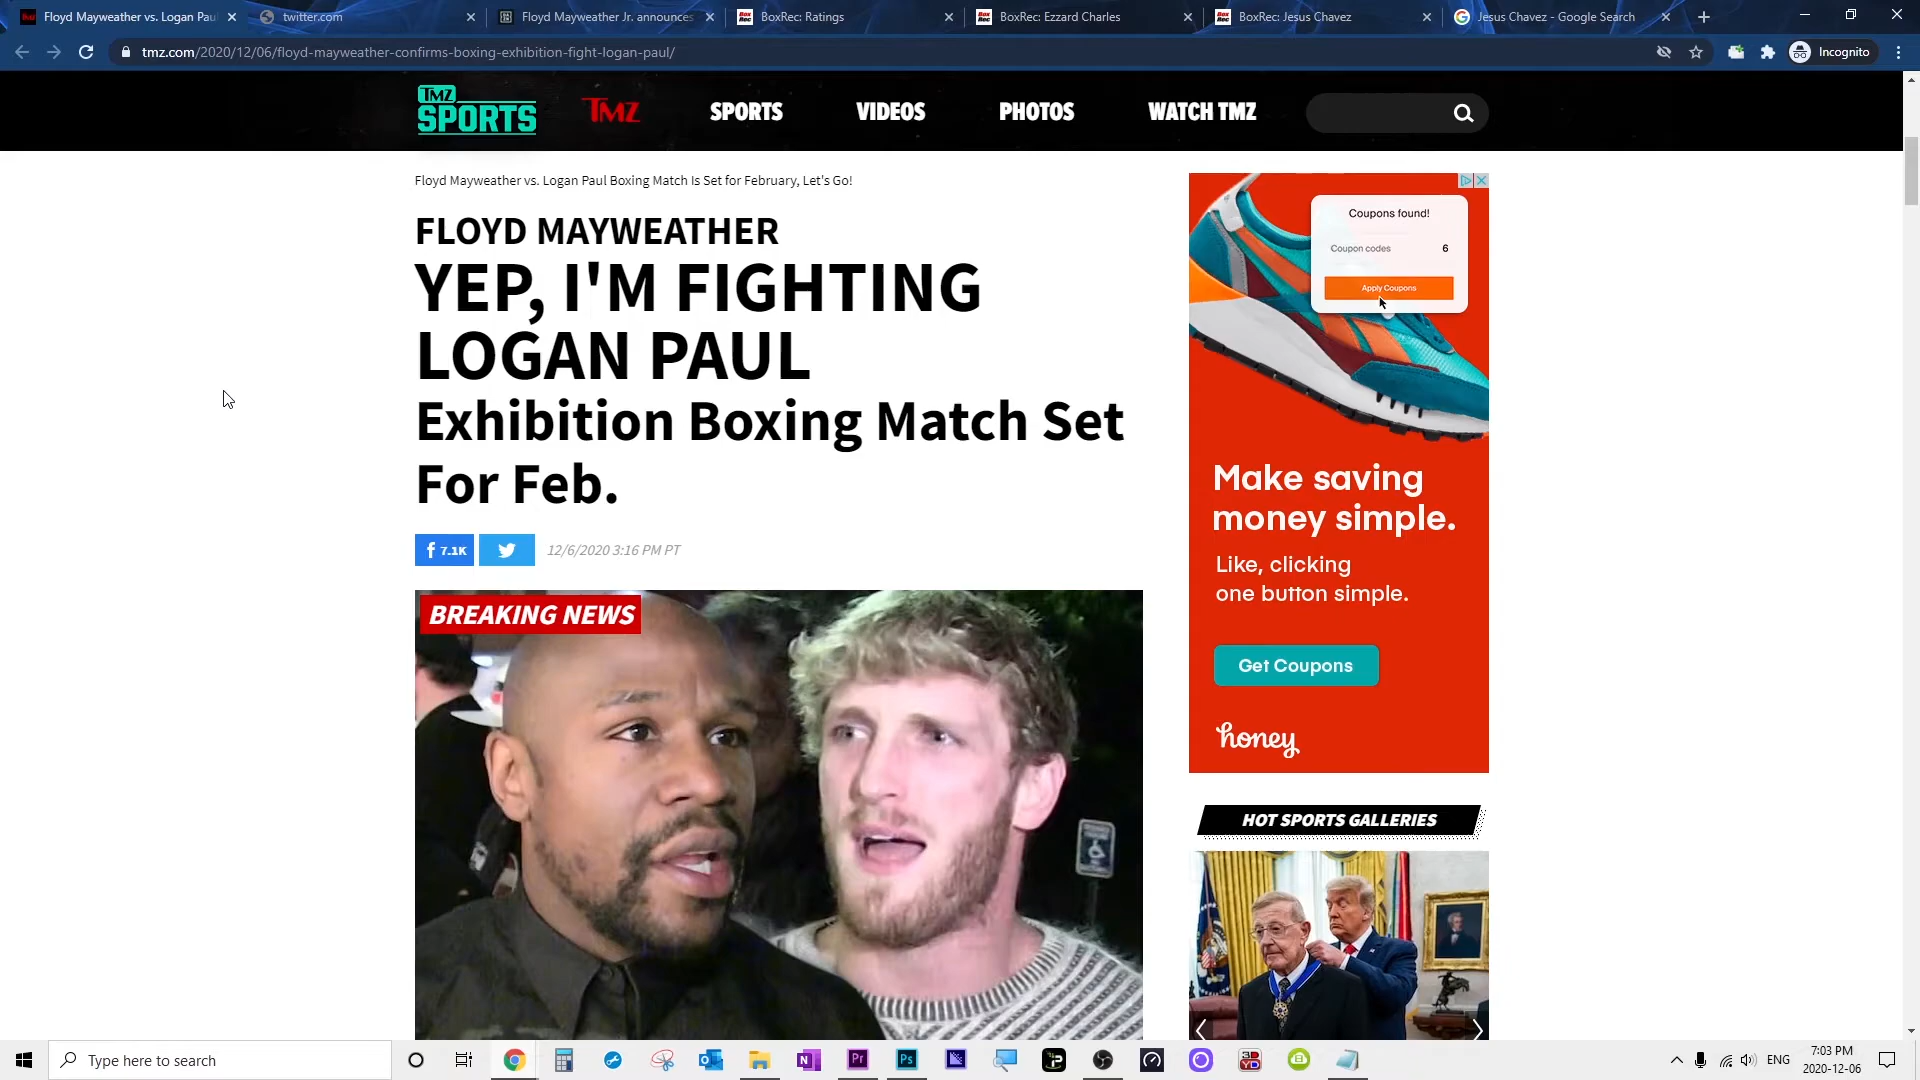 Floyd Mayweather vs. Logan Pau
twitter.com
Floyd Mayweather Jr. announces
BoxRec: Ratings
BoxRec: Ezzard Charles
BoxRec: Jesus Chavez
Jesus Chavez - Google Search
tmz.com/2020/12/06/floyd-mayweather-confirms-boxing-exhibition-fight-logan-paul/
Incognito
TMZ
SPORTS
TMZ
SPORTS
VIDEOS
PHOTOS
WATCH TMZ
Floyd Mayweather vs. Logan Paul Boxing Match Is Set for February, Let's Go!
FLOYD MAYWEATHER
YEP, I'M FIGHTING
LOGAN PAUL
Exhibition Boxing Match Set
For Feb.
7.1K
12/6/2020 3:16 PM PT
BREAKING NEWS
Coupons found!
Coupon codes 6
Apply Coupons
Make saving
money simple.
Like, clicking
one button simple.
Get Coupons
honey
HOT SPORTS GALLERIES
Type here to search
Pr
Ps
ENG
7:03 PM
2020-12-06